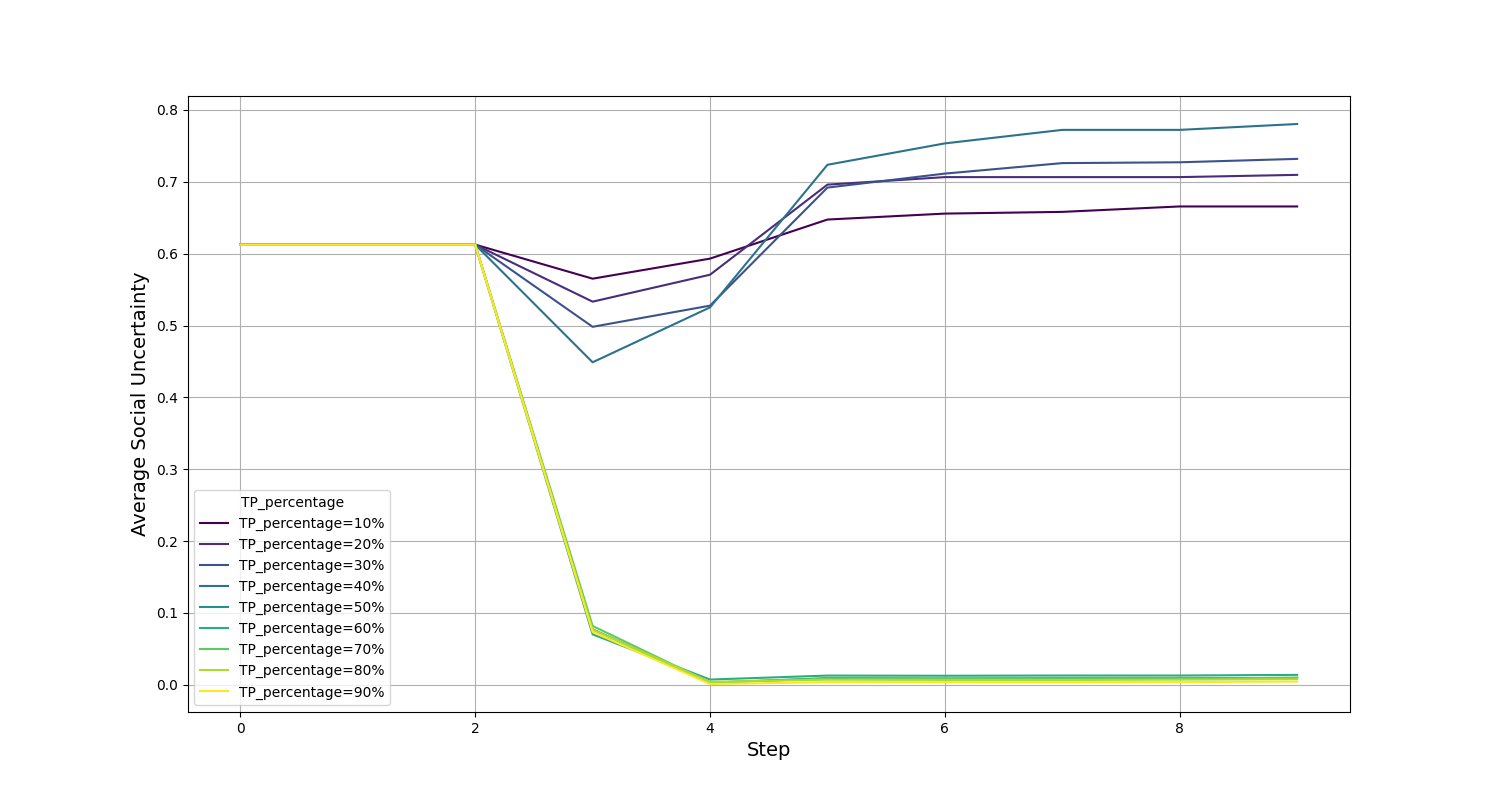 0.8
0.7
0.6
0.5
0.4
0.3
0.2
0.1
0.0
Average Social Uncertainty
TP_percentage
TP_percentage=10%
TP_percentage=20%
TP_percentage=30%
TP_percentage=40%
TP_percentage=50%
TP_percentage=60%
TP_percentage=70%
TP_percentage=80%
TP_percentage=90%
0 2 4 6 8
Step